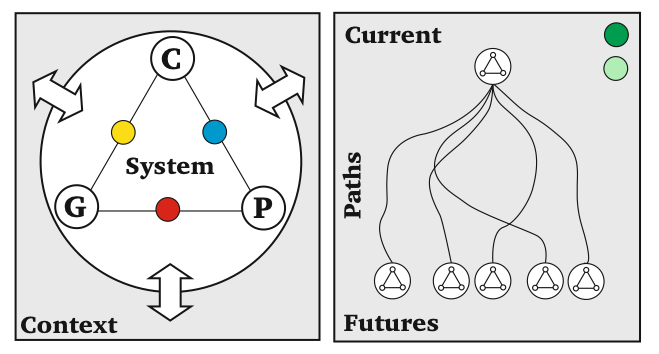 C
System
G
P
Context
Current
Paths
Futures